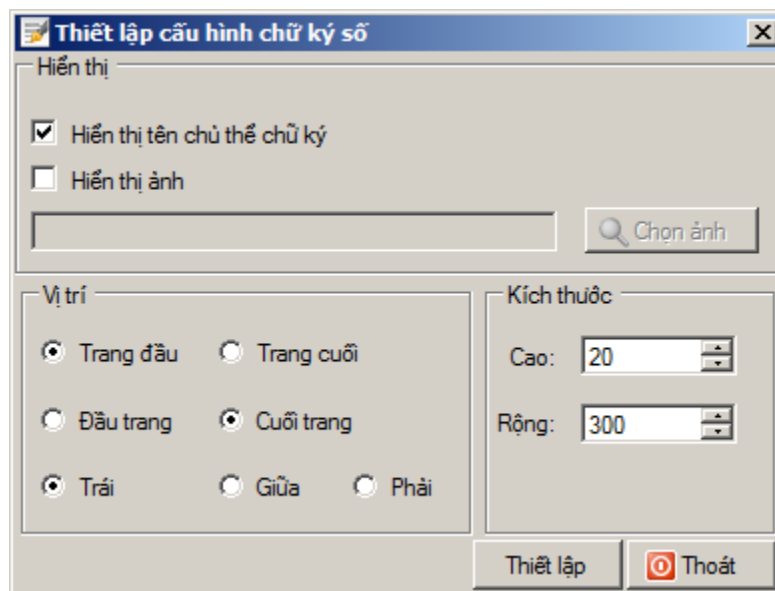 Thiết lập cấu hình chữ ký số
Hiển thị
Hiển thị tên chủ thể chữ ký
Hiển thị ảnh
Chọn ảnh
Vị trí
Trang đầu Trang cuối
Đầu trang Cuối trang
Trái Giữa Phải
Kích thước
Cao: 20
Rộng: 300
Thiết lập Thoát